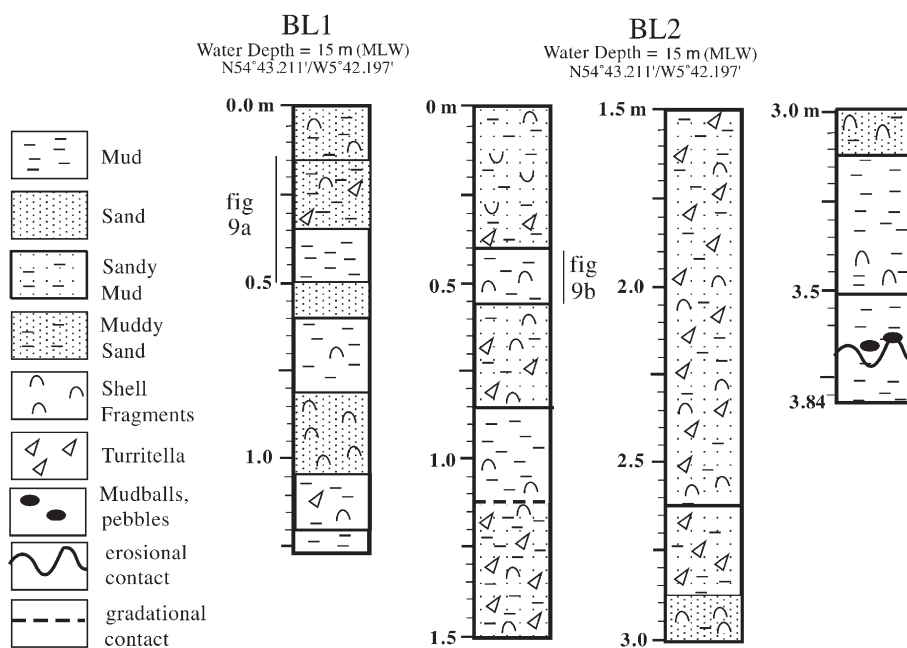 BL1
Water Depth = 15 m (MLW)
N54°43.211'/W5°42.197'
BL2
Water Depth = 15 m (MLW)
N54°43.211'/W5°42.197'
Mud
Sand
Sandy
Mud
Muddy
Sand
Shell
Fragments
Turritella
Mudballs,
pebbles
erosional
contact
gradational
contact
0.0 m
fig
9a
0.5
1.0
0 m
0.5
fig
9b
1.0
1.5
1.5 m
2.0
2.5
3.0
3.0 m
3.5
3.84